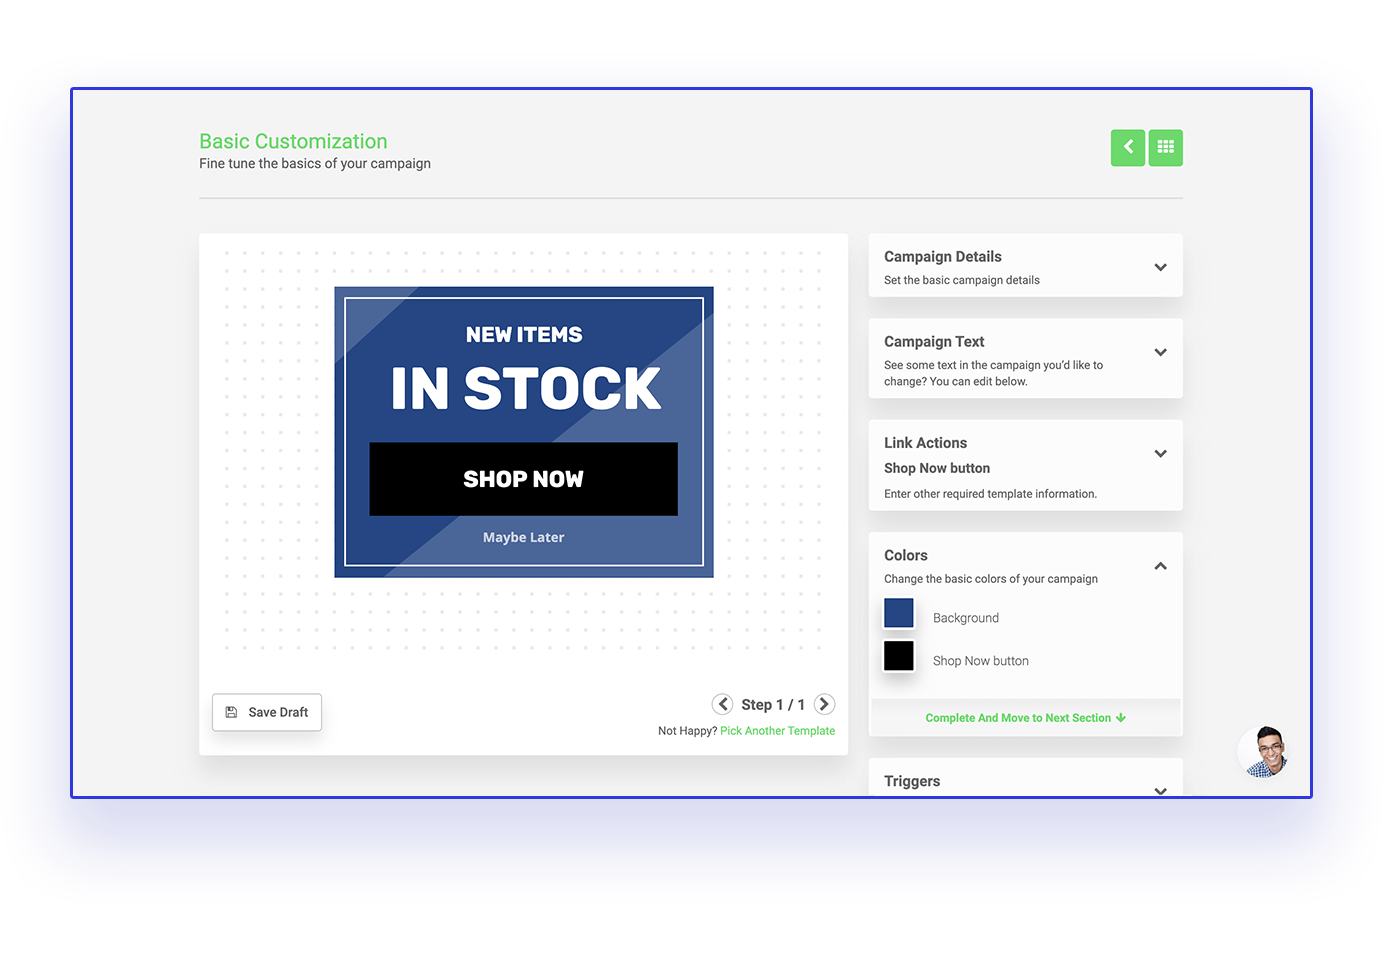 Basic Customization
Fine tune the basics of your campaign
NEW ITEMS
IN STOCK
SHOP NOW
Maybe Later
Save Draft
Step 1 / 1
Not Happy? Pick Another Template
Campaign Details
Set the basic campaign details
Campaign Text
See some text in the campaign you’d like to
change? You can edit below.
Link Actions
Shop Now button
Enter other required template information.
Colors
Change the basic colors of your campaign
Background
Shop Now button
Complete And Move to Next Section
Triggers